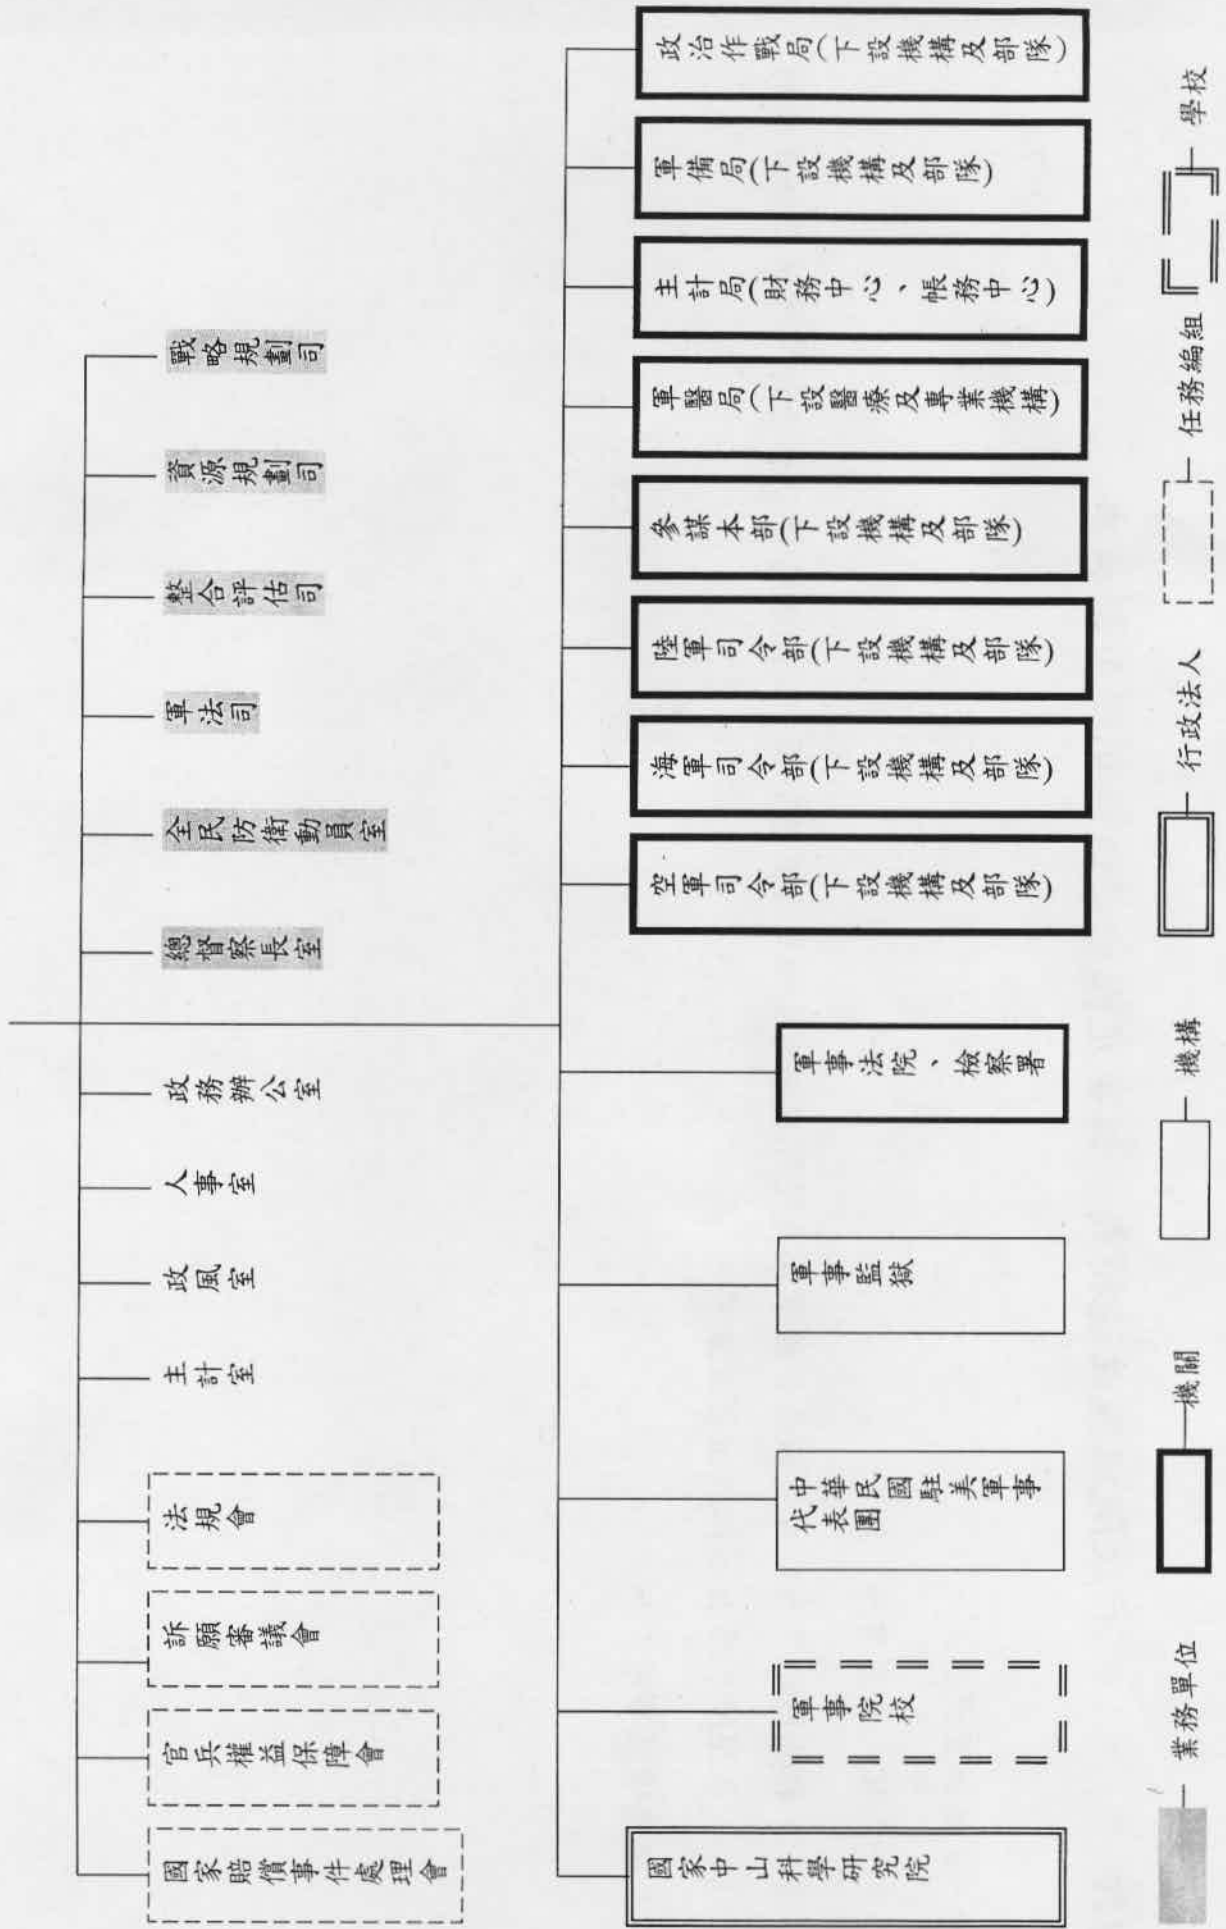 戰略規劃司
資源規劃司
整合評估司
軍法司
全民防衛動員室
總督察長室
政務辦公室
人事室
政風室
主計室
法規會
訴願審議會
官兵權益保障會
國家賠償事件處理會
政治作戰局(下設機構及部隊)
軍備局(下設機構及部隊)
主計局(財務中心、帳務中心)
軍醫局(下設醫療及專業機構)
參謀本部(下設機構及部隊)
陸軍司令部(下設機構及部隊)
海軍司令部(下設機構及部隊)
空軍司令部(下設機構及部隊)
軍事法院、檢察署
軍事監獄
中華民國駐美軍事
代表團
軍事院校
國家中山科學研究院
業務單位
機關
機構
行政法人
任務編組
學校